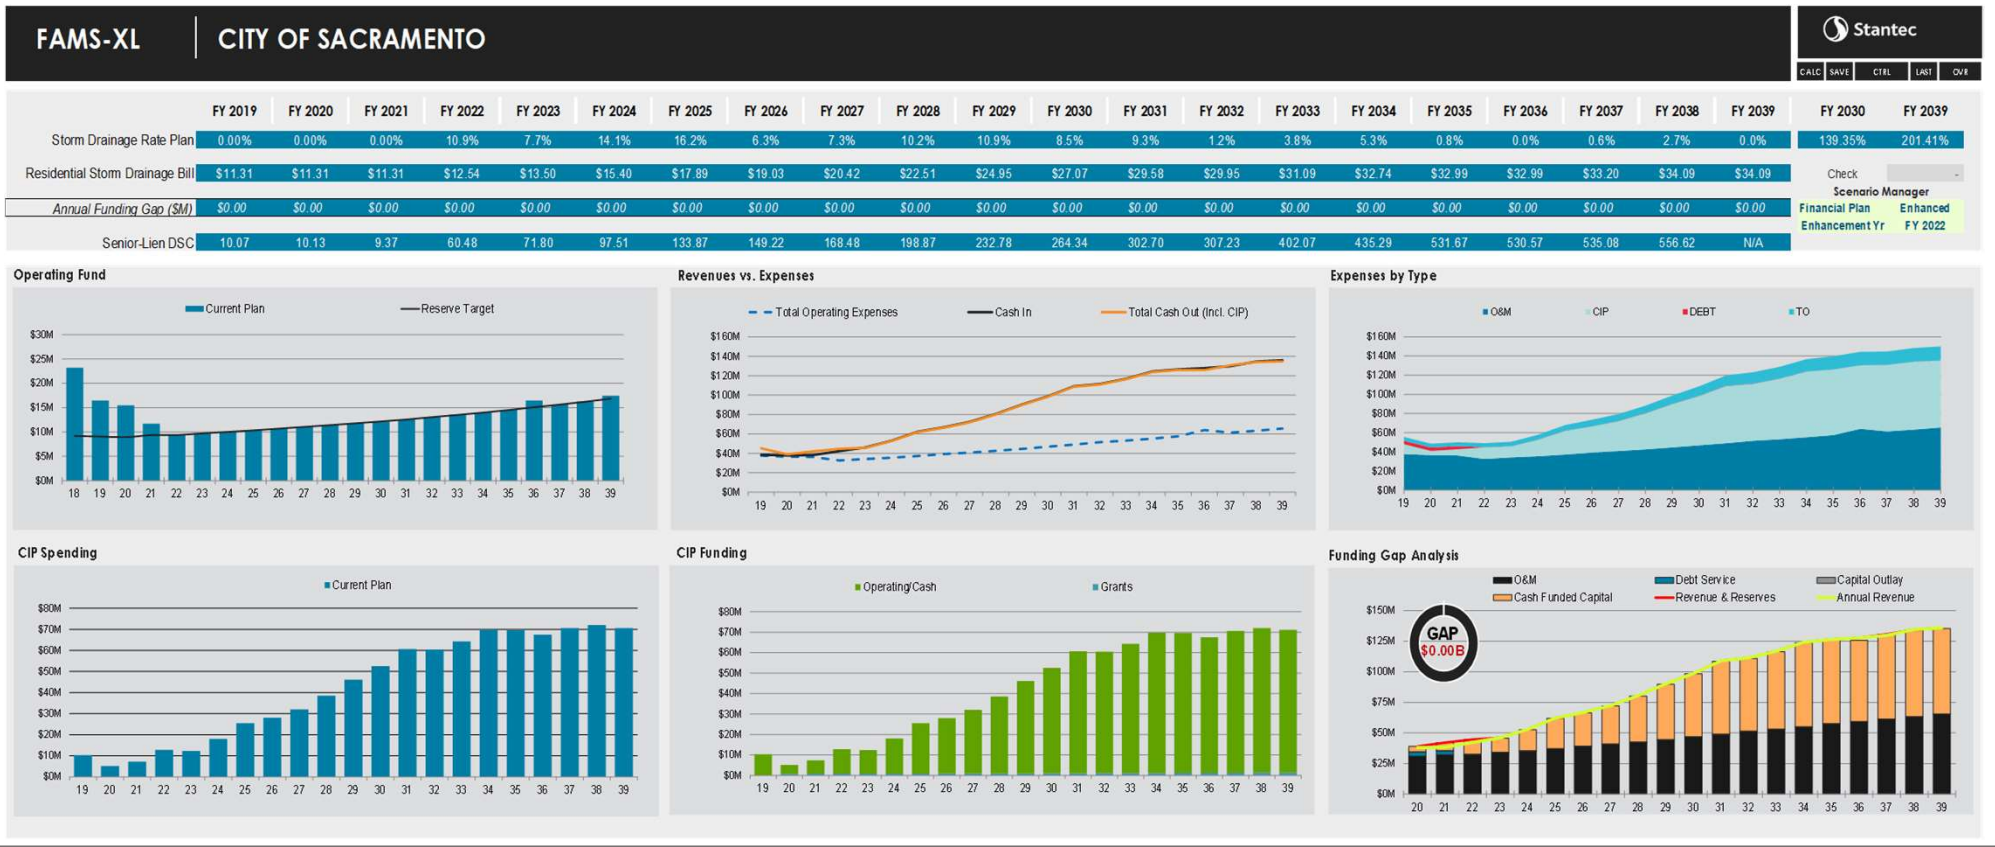 FAMS-XL CITY OF SACRAMENTO
Stantec
CALC SAVE CTRL LAST OVR
FY 2019 FY 2020 FY 2021 FY 2022 FY 2023 FY 2024 FY 2025 FY 2026 FY 2027 FY 2028 FY 2029 FY 2030 FY 2031 FY 2032 FY 2033 FY 2034 FY 2035 FY 2036 FY 2037 FY 2038 FY 2039 FY 2030 FY 2039
Storm Drainage Rate Plan 0.00% 0.00% 0.00% 10.9% 7.7% 14.1% 16.2% 6.3% 7.3% 10.2% 10.9% 8.5% 9.3% 1.2% 3.8% 5.3% 0.8% 0.0% 0.6% 2.7% 0.0% 139.35% 201.41%
Residential Storm Drainage Bill $11.31 $11.31 $11.31 $12.54 $13.50 $15.40 $17.89 $19.03 $20.42 $22.51 $24.95 $27.07 $29.58 $29.95 $31.09 $32.74 $32.99 $32.99 $33.20 $34.09 $34.09 Check -
Scenario Manager
Annual Funding Gap ($M) $0.00 $0.00 $0.00 $0.00 $0.00 $0.00 $0.00 $0.00 $0.00 $0.00 $0.00 $0.00 $0.00 $0.00 $0.00 $0.00 $0.00 $0.00 $0.00 $0.00 $0.00 Financial Plan Enhanced
Enhancement Yr FY 2022
Senior-Lien DSC 10.07 10.13 9.37 60.48 71.80 97.51 133.87 149.22 168.48 198.87 232.78 264.34 302.70 307.23 402.07 435.29 531.67 530.57 535.08 556.62 N/A
Operating Fund
Current Plan Reserve Target
$30M
$25M
$20M
$15M
$10M
$5M
$0M
18 19 20 21 22 23 24 25 26 27 28 29 30 31 32 33 34 35 36 37 38 39
Revenues vs. Expenses
Total Operating Expenses Cash In Total Cash Out (Incl. CIP)
$160M
$140M
$120M
$100M
$80M
$60M
$40M
$20M
$0M
19 20 21 22 23 24 25 26 27 28 29 30 31 32 33 34 35 36 37 38 39
Expenses by Type
O&M CIP DEBT TO
$160M
$140M
$120M
$100M
$80M
$60M
$40M
$20M
$0M
19 20 21 22 23 24 25 26 27 28 29 30 31 32 33 34 35 36 37 38 39
CIP Spending
Current Plan
$80M
$70M
$60M
$50M
$40M
$30M
$20M
$10M
$0M
19 20 21 22 23 24 25 26 27 28 29 30 31 32 33 34 35 36 37 38 39
CIP Funding
Operating/Cash Grants
$80M
$70M
$60M
$50M
$40M
$30M
$20M
$10M
$0M
19 20 21 22 23 24 25 26 27 28 29 30 31 32 33 34 35 36 37 38 39
Funding Gap Analysis
O&M Debt Service Capital Outlay
Cash Funded Capital Revenue & Reserves Annual Revenue
$150M
$125M
$100M
$75M
$50M
$25M
$0M
GAP
$0.00B
20 21 22 23 24 25 26 27 28 29 30 31 32 33 34 35 36 37 38 39